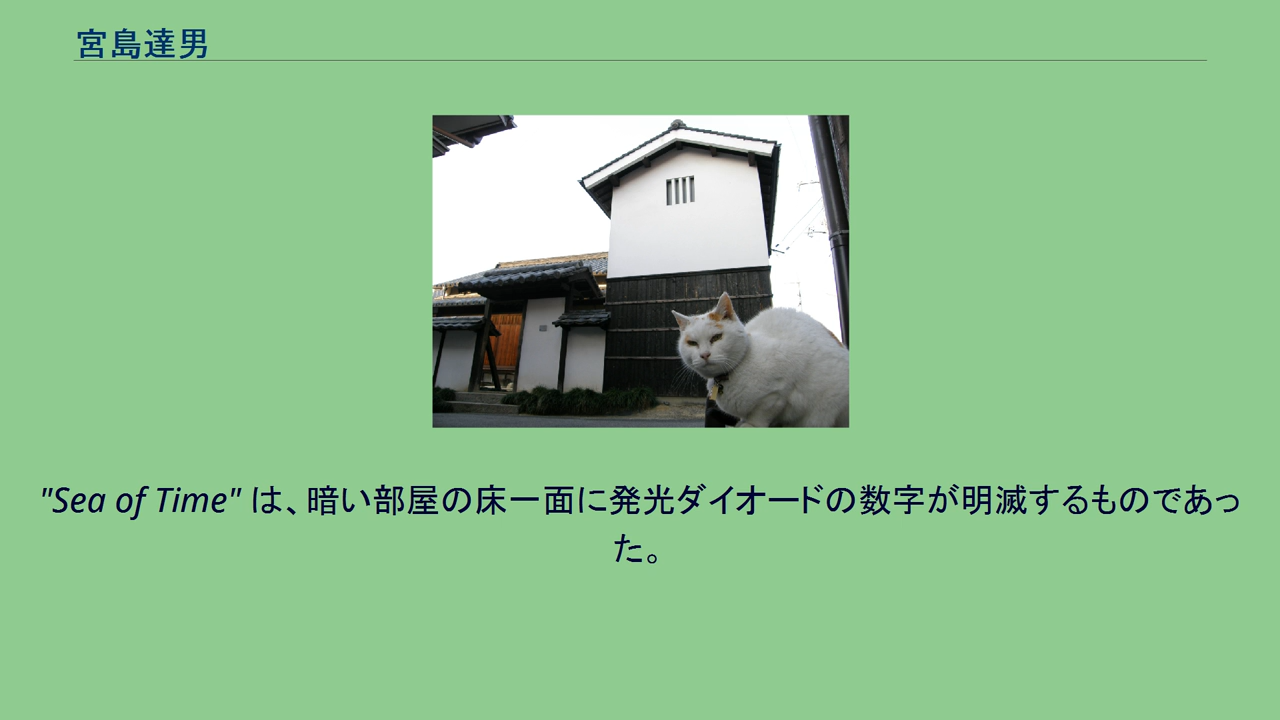 宮島達男
"Sea of Time" は、暗い部屋の床一面に発光ダイオードの数字が明滅するものであっ
た。